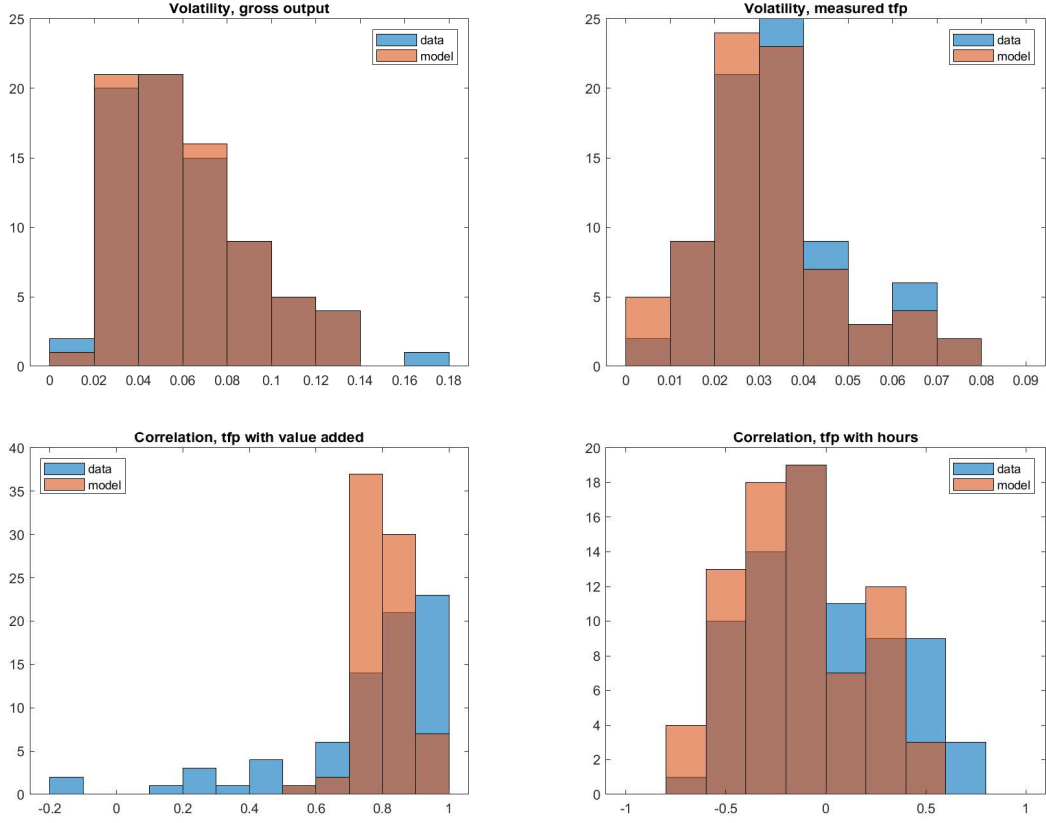 Volatility, gross output
25
20
15
10
5
0
data
model
0 0.02 0.04 0.06 0.08 0.1 0.12 0.14 0.16 0.18
Volatility, measured tfp
25
20
15
10
5
0
data
model
0 0.01 0.02 0.03 0.04 0.05 0.06 0.07 0.08 0.09
Correlation, tfp with value added
40
35
30
25
20
15
10
5
0
data
model
-0.2 0 0.2 0.4 0.6 0.8 1
Correlation, tfp with hours
20
18
16
14
12
10
8
6
4
2
0
data
model
-1 -0.5 0 0.5 1